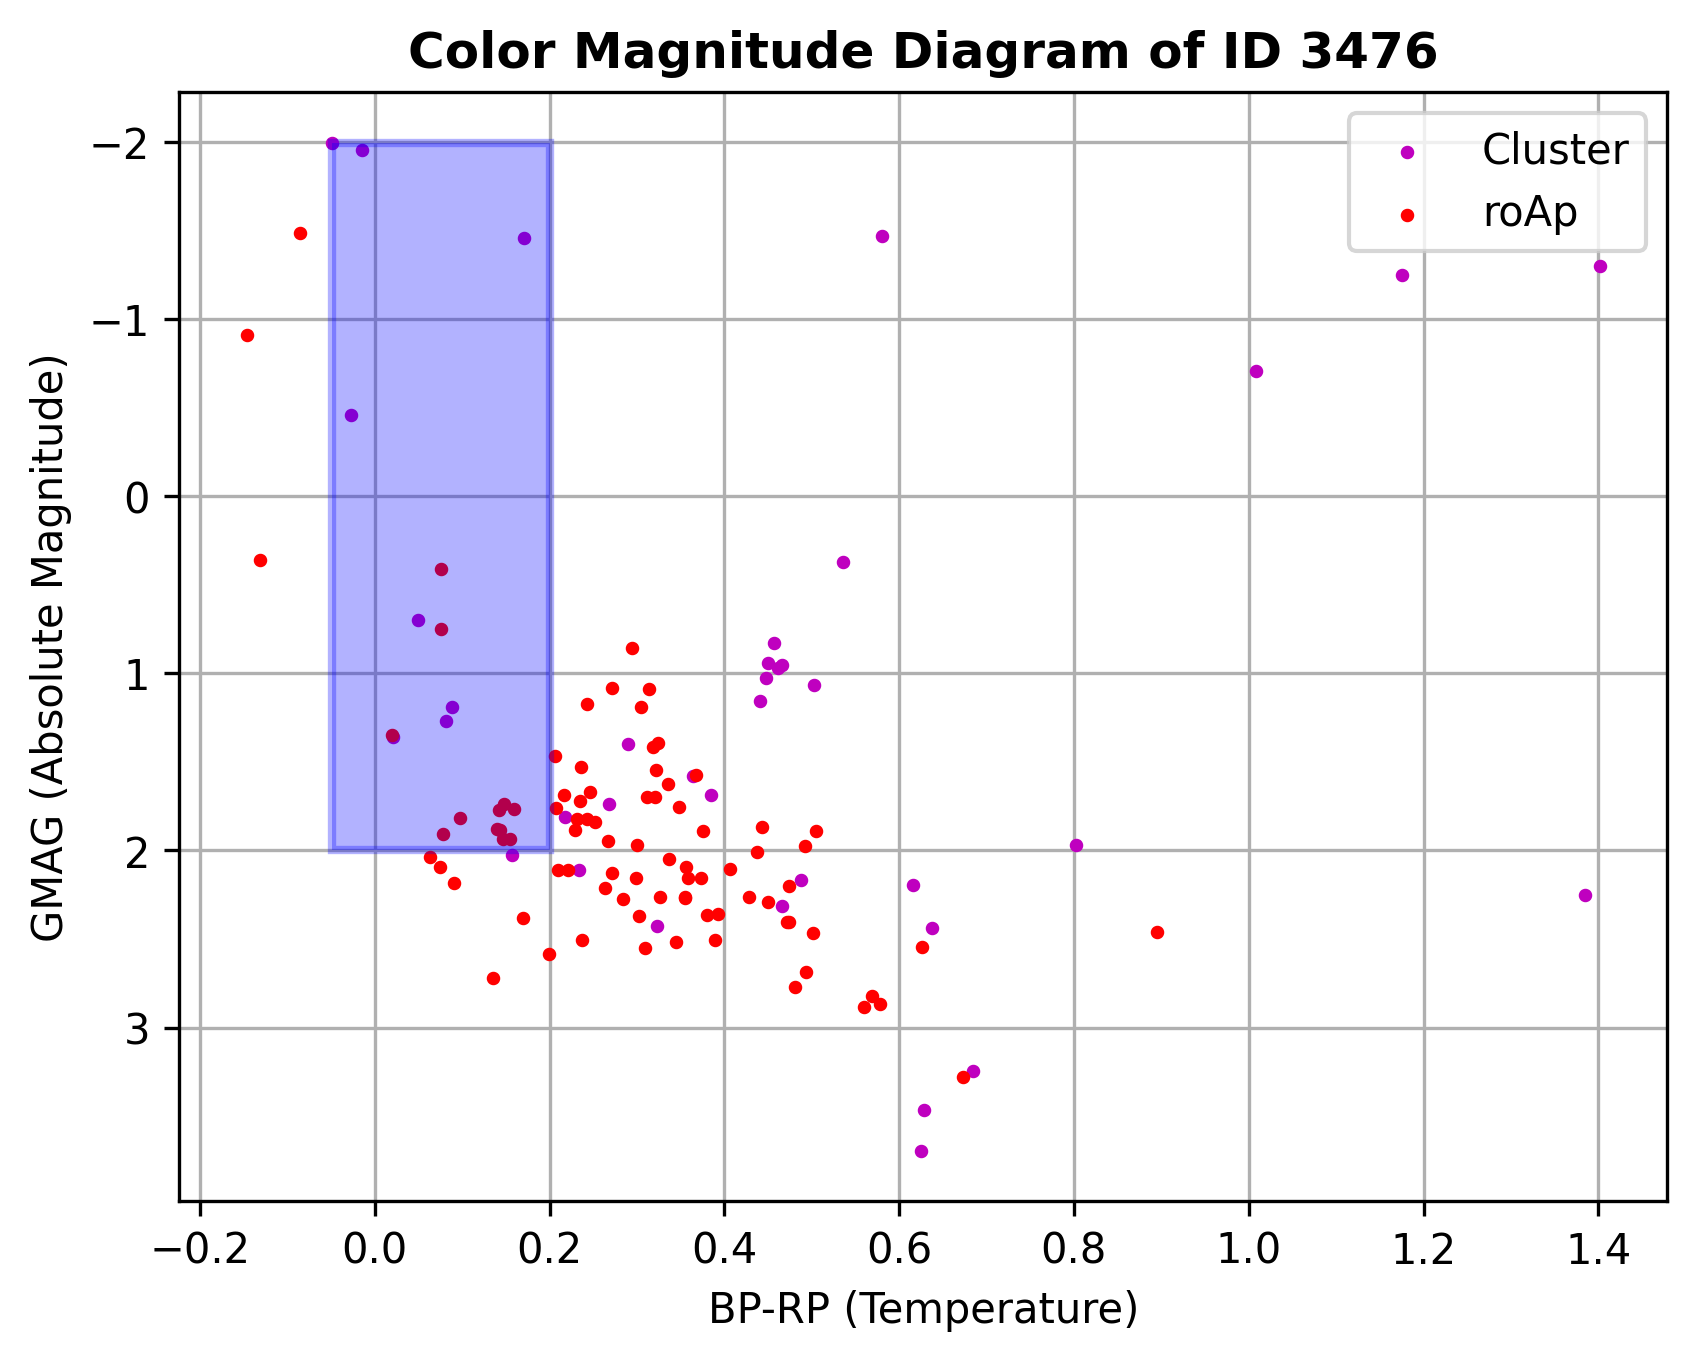 Color Magnitude Diagram of ID 3476
Cluster
roAp
GMAG (Absolute Magnitude)
−2
−1
0
1
2
3
−0.2 0.0 0.2 0.4 0.6 0.8 1.0 1.2 1.4
BP-RP (Temperature)